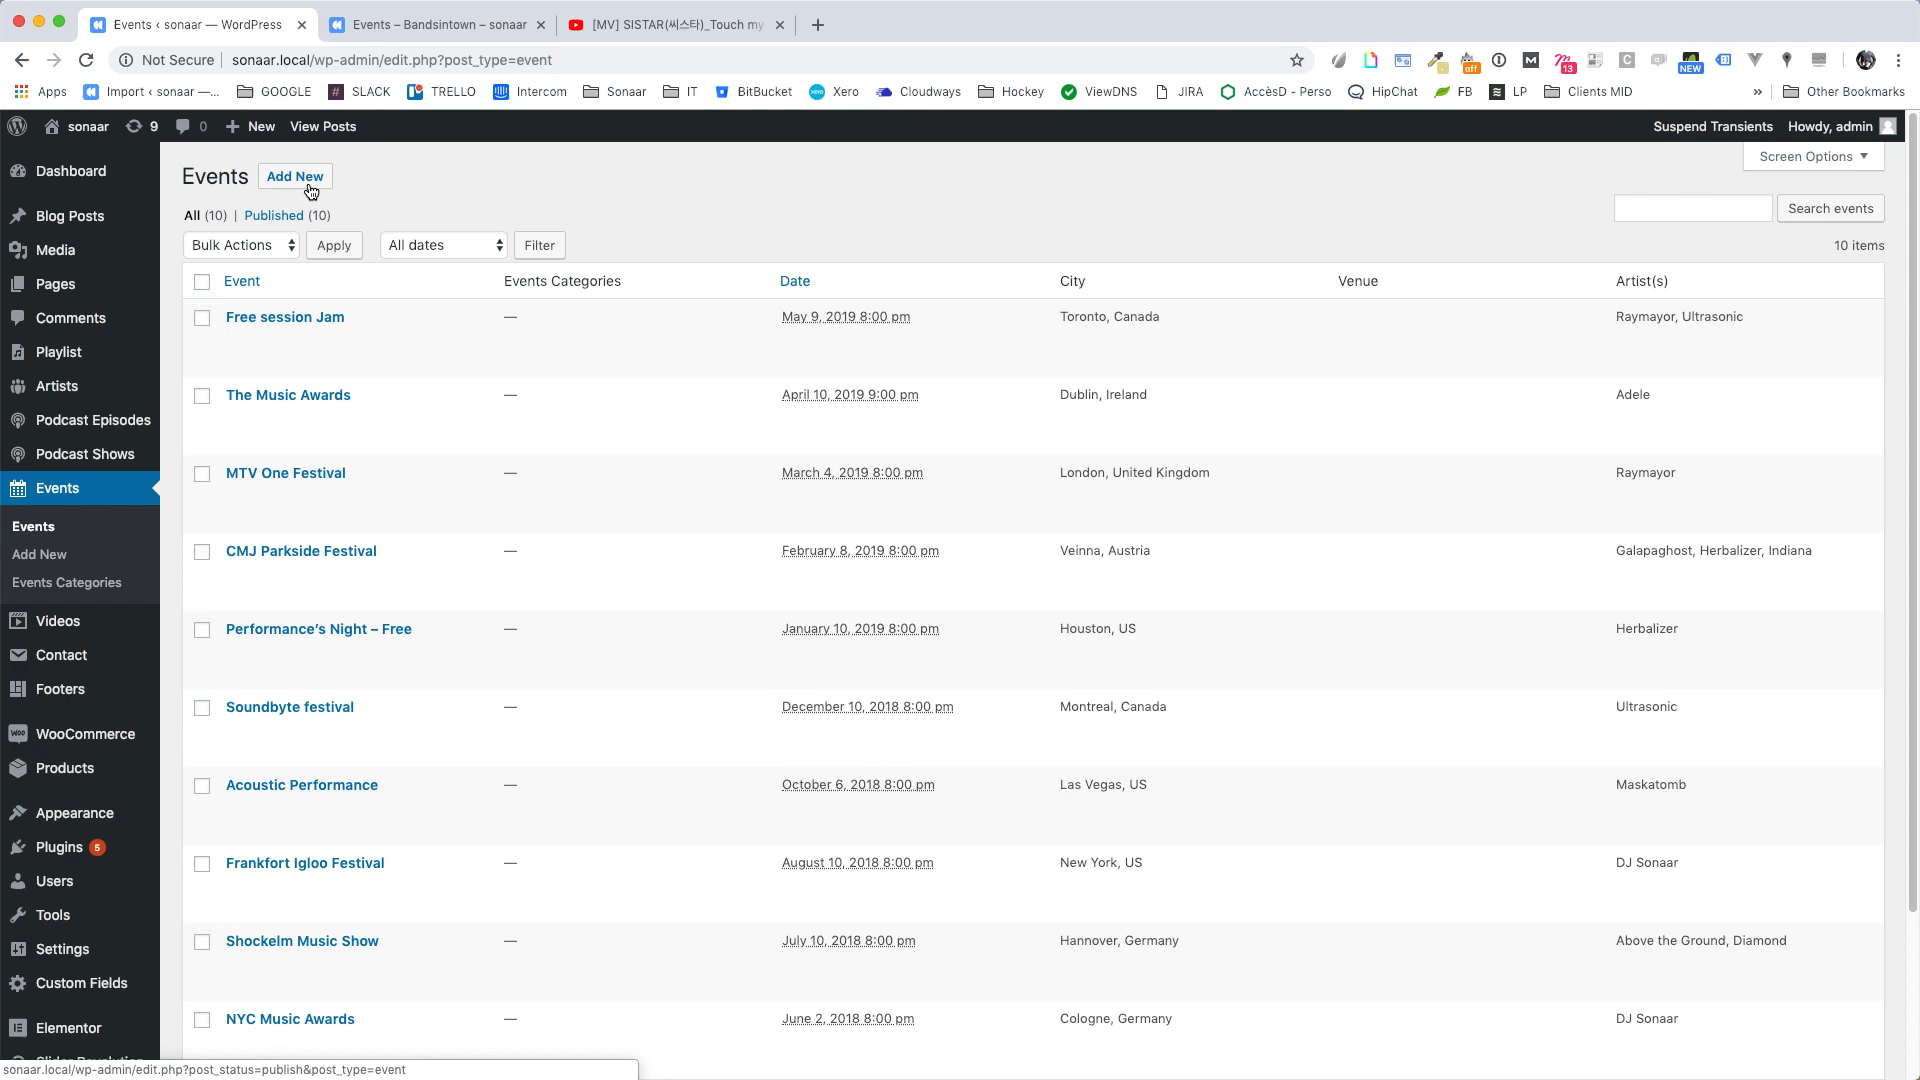 Events ‹ sonaar — WordPress
Events – Bandsintown – sonaar
[MV] SISTAR(씨스타)_Touch my
Not Secure | sonaar.local/wp-admin/edit.php?post_type=event
off
13
NEW
Apps
Import ‹ sonaar —...
GOOGLE
SLACK
TRELLO
Intercom
Sonaar
IT
BitBucket
Xero
Cloudways
Hockey
ViewDNS
JIRA
AccèsD - Perso
HipChat
FB
LP
Clients MID
»
Other Bookmarks
sonaar
9
0
New
View Posts
Suspend Transients
Howdy, admin
Dashboard
Blog Posts
Media
Pages
Comments
Playlist
Artists
Podcast Episodes
Podcast Shows
Events
Events
Add New
Events Categories
Videos
Contact
Footers
WooCommerce
Products
Appearance
Plugins 5
Users
Tools
Settings
Custom Fields
Elementor
Screen Options
Events Add New
All (10) | Published (10)
Search events
Bulk Actions Apply All dates Filter 10 items
Event Events Categories Date City Venue Artist(s)
Free session Jam — May 9, 2019 8:00 pm Toronto, Canada Raymayor, Ultrasonic
The Music Awards — April 10, 2019 9:00 pm Dublin, Ireland Adele
MTV One Festival — March 4, 2019 8:00 pm London, United Kingdom Raymayor
CMJ Parkside Festival — February 8, 2019 8:00 pm Veinna, Austria Galapaghost, Herbalizer, Indiana
Performance's Night – Free — January 10, 2019 8:00 pm Houston, US Herbalizer
Soundbyte festival — December 10, 2018 8:00 pm Montreal, Canada Ultrasonic
Acoustic Performance — October 6, 2018 8:00 pm Las Vegas, US Maskatomb
Frankfort Igloo Festival — August 10, 2018 8:00 pm New York, US DJ Sonaar
Shockelm Music Show — July 10, 2018 8:00 pm Hannover, Germany Above the Ground, Diamond
NYC Music Awards — June 2, 2018 8:00 pm Cologne, Germany DJ Sonaar
sonaar.local/wp-admin/edit.php?post_status=publish&post_type=event